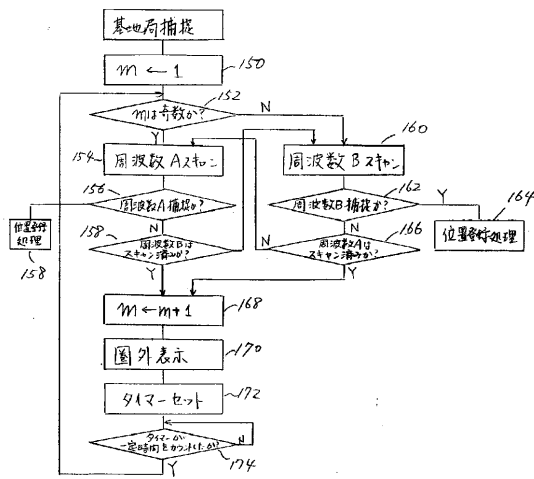 基地局捕捉
m ← 1
150
152
mは奇数か?
N
Y
154
周波数Aスキャン
160
周波数Bスキャン
156
周波数A捕捉か?
162
周波数B捕捉か?
Y
164
位置登録
処理
158
N
158
周波数Bは
スキャン済みか?
N
Y
N
166
周波数Aは
スキャン済みか?
N
Y
位置登録処理
m ← m+1
168
圏外表示
170
タイマーセット
172
タイマーが
一定時間をカウントしたか?
N
174
Y